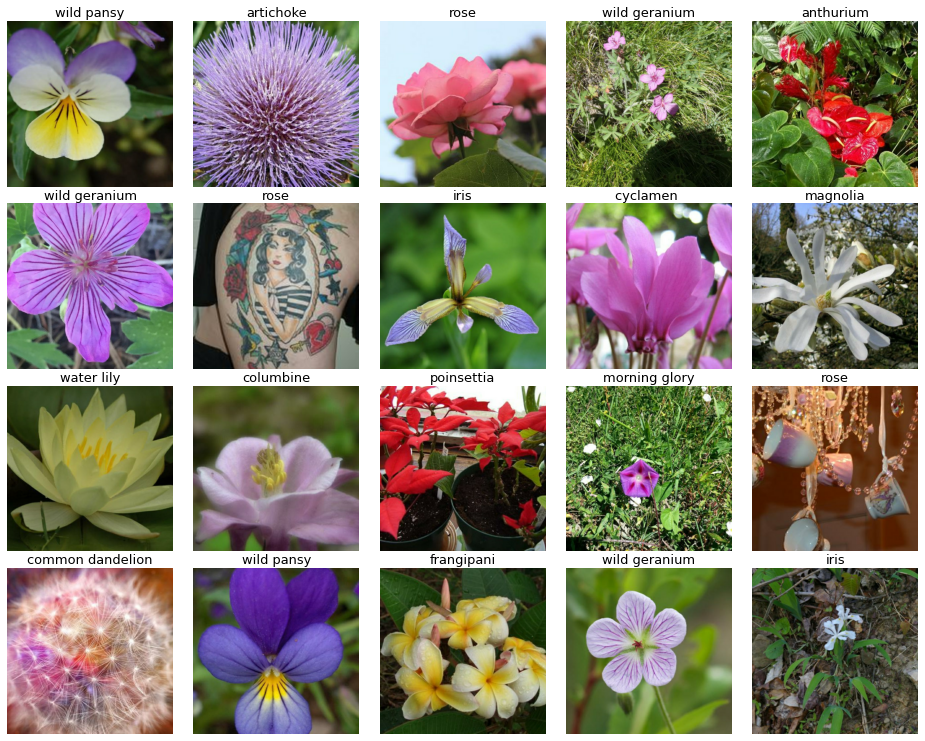 wild pansy
artichoke
rose
wild geranium
anthurium
wild geranium
rose
iris
cyclamen
magnolia
water lily
columbine
poinsettia
morning glory
rose
common dandelion
wild pansy
frangipani
wild geranium
iris